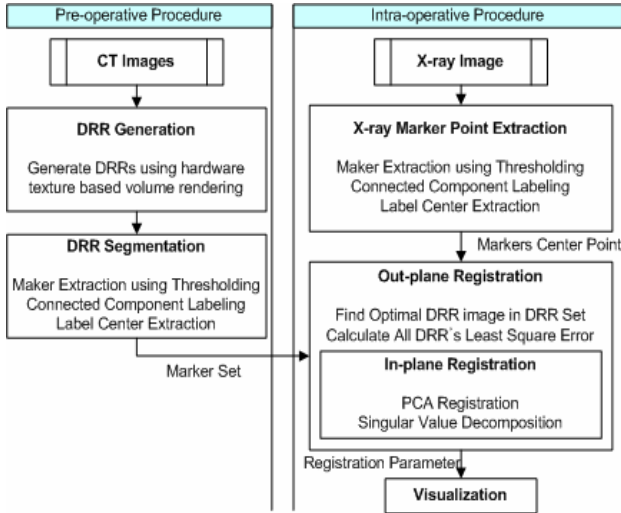 Pre-operative Procedure
CT Images
DRR Generation
Generate DRRs using hardware
texture based volume rendering
DRR Segmentation
Maker Extraction using Thresholding
Connected Component Labeling
Label Center Extraction
Marker Set
Intra-operative Procedure
X-ray Image
X-ray Marker Point Extraction
Maker Extraction using Thresholding
Connected Component Labeling
Label Center Extraction
Markers Center Point
Out-plane Registration
Find Optimal DRR image in DRR Set
Calculate All DRR´s Least Square Error
In-plane Registration
PCA Registration
Singular Value Decomposition
Registration Parameter
Visualization